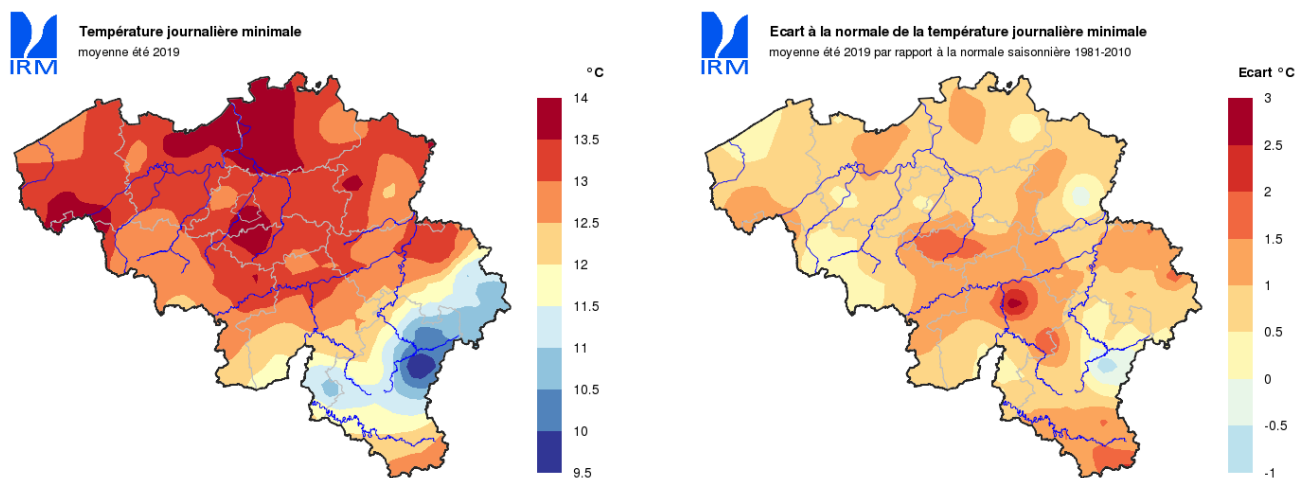 Température journalière minimale
moyenne été 2019
IRM
°C
14
13.5
13
12.5
12
11.5
11
10.5
10
9.5
Ecart à la normale de la température journalière minimale
moyenne été 2019 par rapport à la normale saisonnière 1981-2010
IRM
Ecart °C
3
2.5
2
1.5
1
0.5
0
-0.5
-1